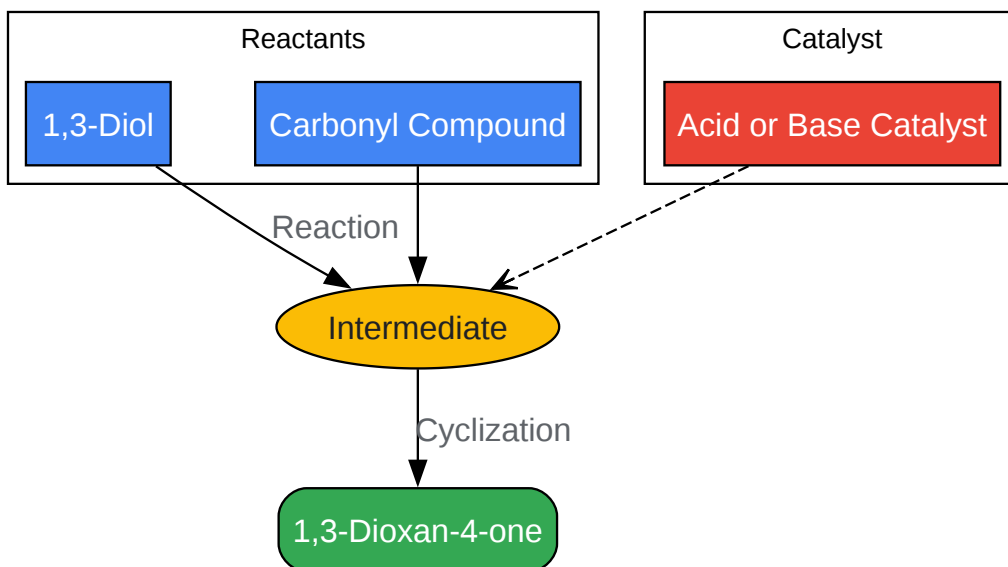 Reactants
Catalyst
1,3-Diol
Carbonyl Compound
Acid or Base Catalyst
Reaction
Intermediate
Cyclization
1,3-Dioxan-4-one